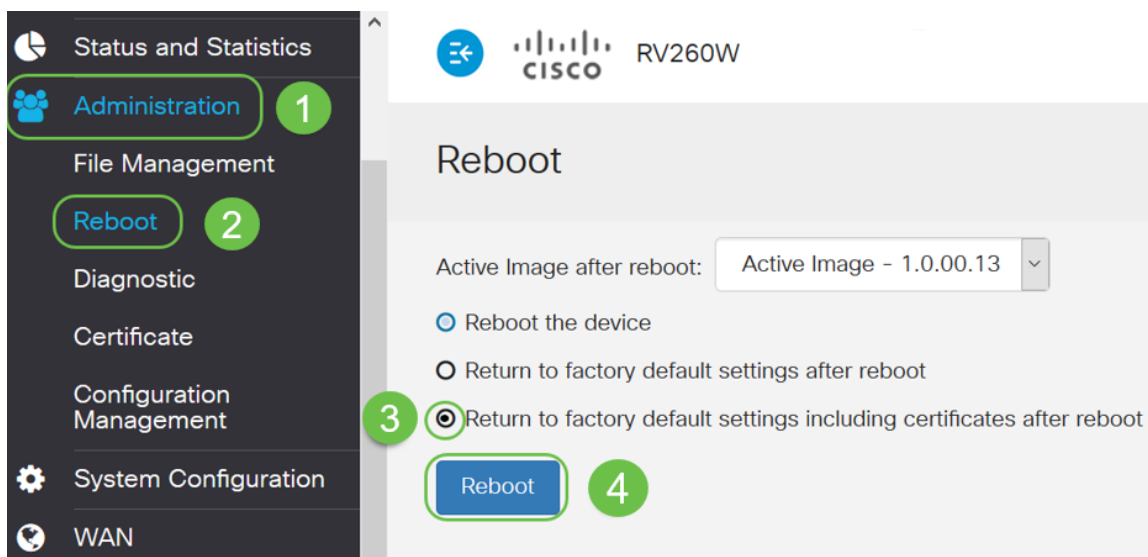 Status and Statistics
Administration
1
File Management
Reboot
2
Diagnostic
Certificate
Configuration
Management
System Configuration
WAN
CISCO
RV260W
Reboot
Active Image after reboot:
Active Image - 1.0.00.13
Reboot the device
Return to factory default settings after reboot
3
Return to factory default settings including certificates after reboot
Reboot
4